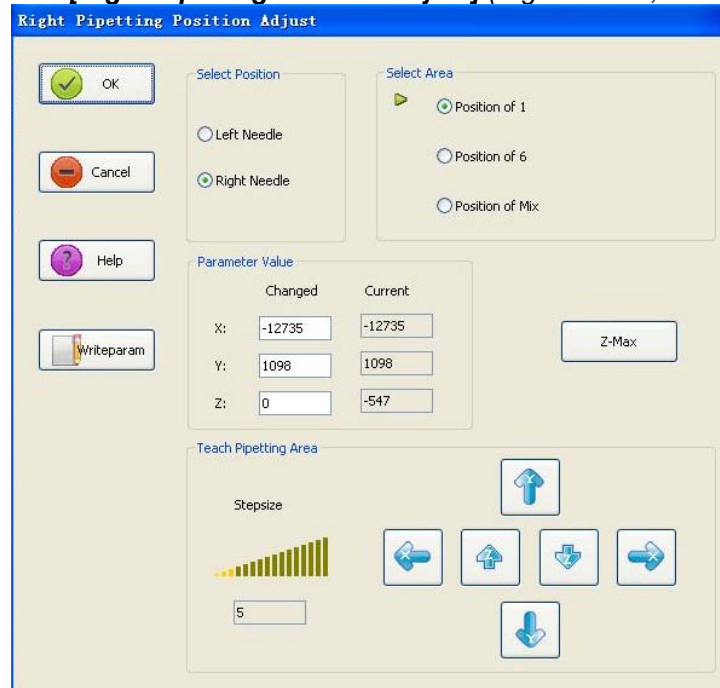 Right Pipetting Position Adjust
OK
Cancel
Help
Writeparam
Select Position
Left Needle
Right Needle
Select Area
Position of 1
Position of 6
Position of Mix
Parameter Value
Changed Current
X: -12735 -12735
Y: 1098 1098
Z: 0 -547
Z-Max
Teach Pipetting Area
Stepsize
5
Y
X Z Z X
Y